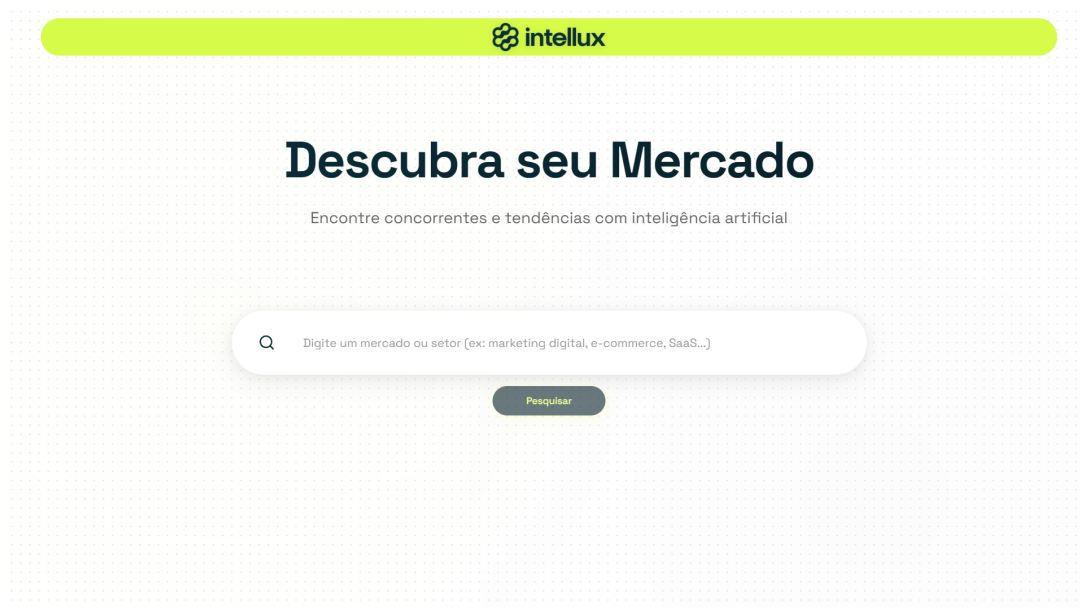 intellux
Descubra seu Mercado
Encontre concorrentes e tendências com inteligência artificial
Digite um mercado ou setor (ex: marketing digital, e-commerce, SaaS...)
Pesquisar